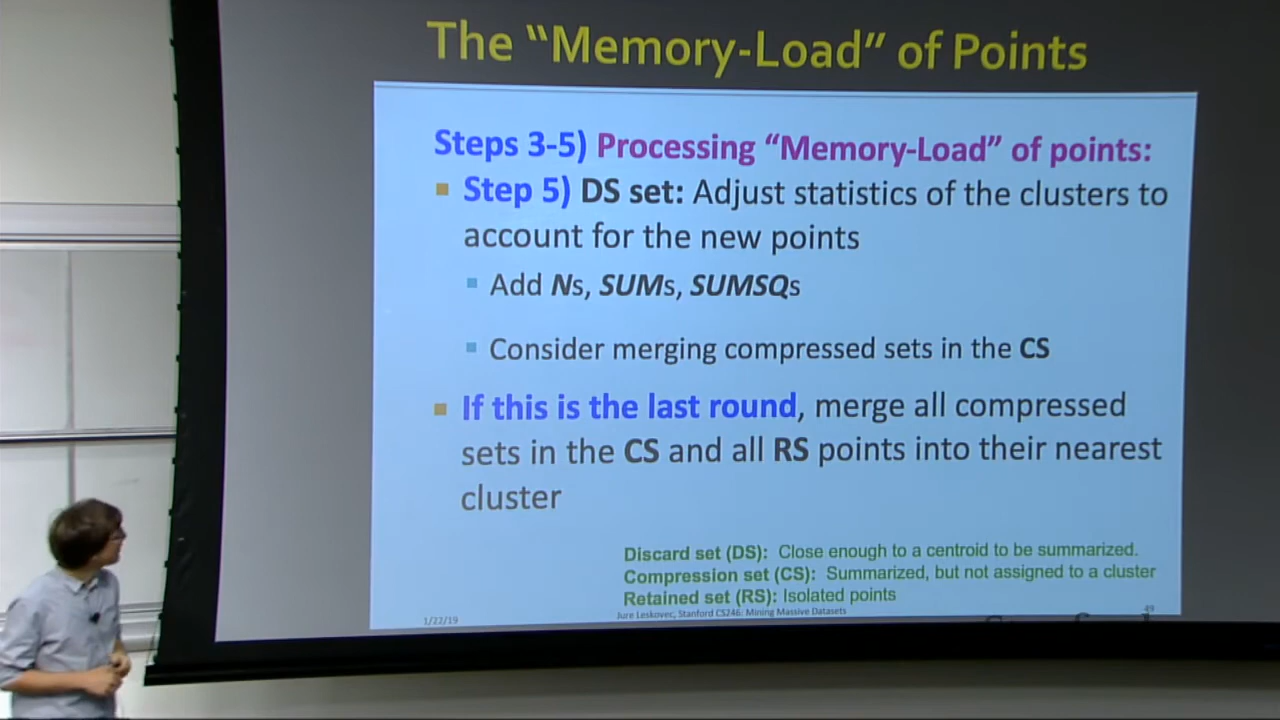 The “Memory-Load” of Points
Steps 3-5) Processing “Memory-Load” of points:
Step 5) DS set: Adjust statistics of the clusters to
account for the new points
Add Ns, SUMs, SUMSQs
Consider merging compressed sets in the CS
If this is the last round, merge all compressed
sets in the CS and all RS points into their nearest
cluster
Discard set (DS): Close enough to a centroid to be summarized.
Compression set (CS): Summarized, but not assigned to a cluster
Retained set (RS): Isolated points
1/22/19
Jure Leskovec, Stanford CS246: Mining Massive Datasets
49